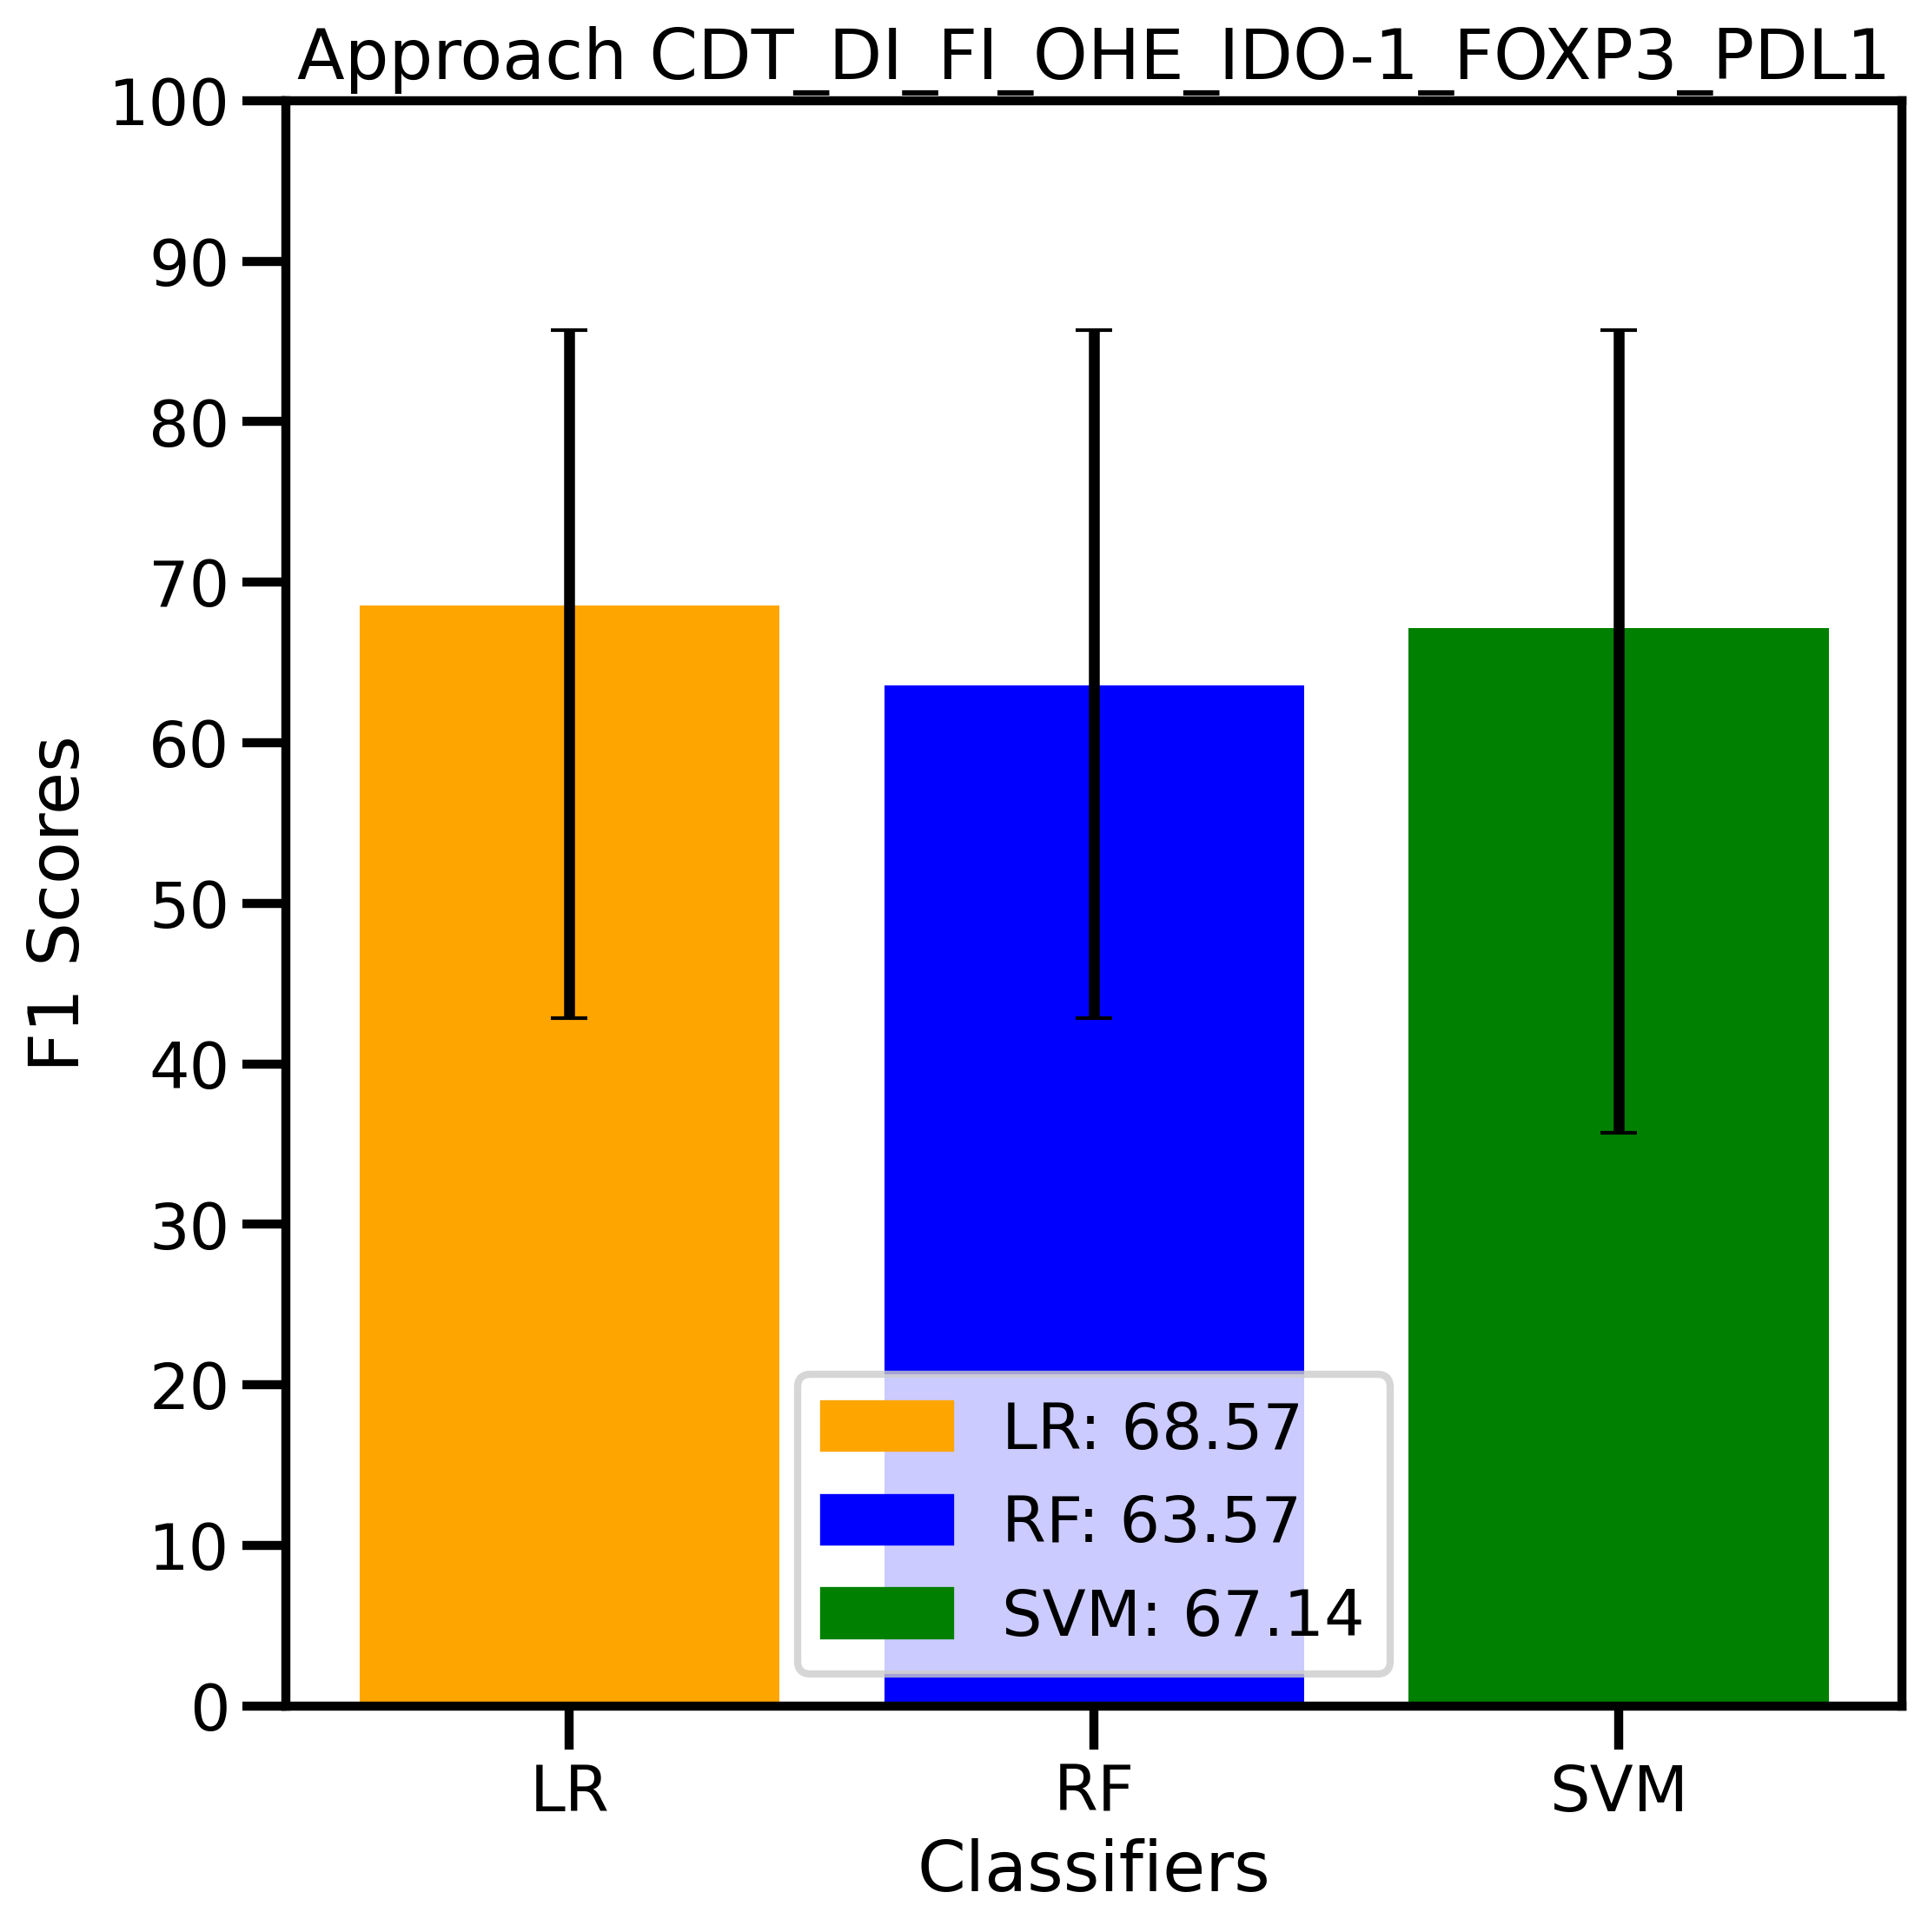 Approach CDT_DI_FI_OHE_IDO-1_FOXP3_PDL1
100
90
80
70
60
50
40
30
20
10
0
F1 Scores
LR: 68.57
RF: 63.57
SVM: 67.14
LR RF SVM
Classifiers